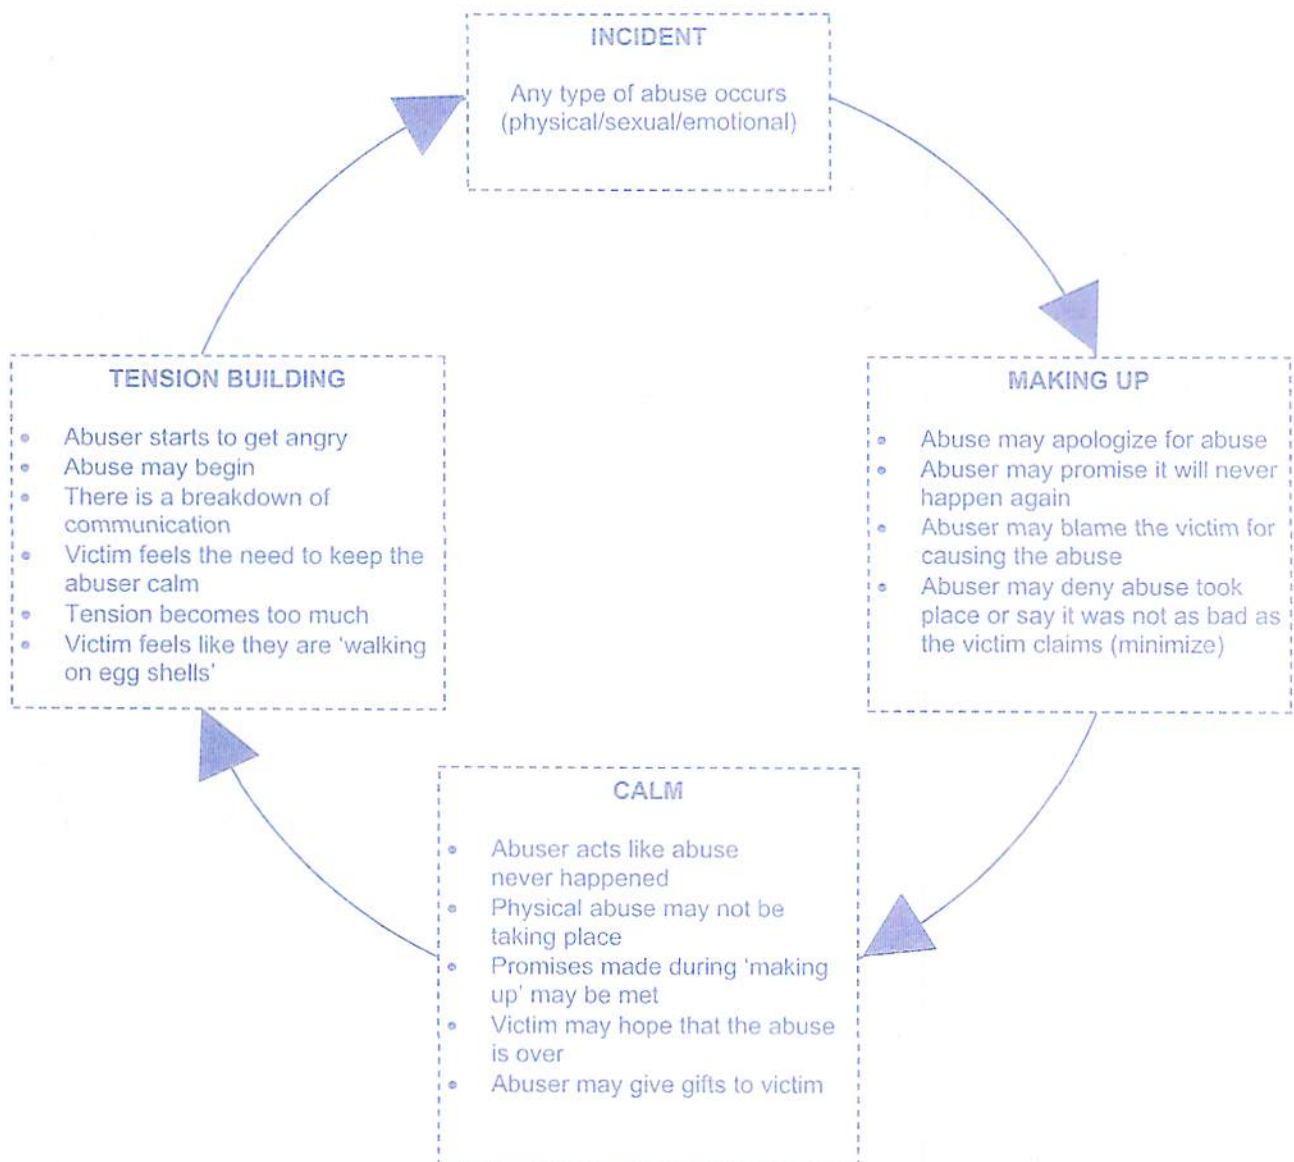 INCIDENT
Any type of abuse occurs
(physical/sexual/emotional)
TENSION BUILDING
• Abuser starts to get angry
• Abuse may begin
• There is a breakdown of
communication
• Victim feels the need to keep the
abuser calm
• Tension becomes too much
• Victim feels like they are ‘walking
on egg shells’
MAKING UP
• Abuse may apologize for abuse
• Abuser may promise it will never
happen again
• Abuser may blame the victim for
causing the abuse
• Abuser may deny abuse took
place or say it was not as bad as
the victim claims (minimize)
CALM
• Abuser acts like abuse
never happened
• Physical abuse may not be
taking place
• Promises made during ‘making
up’ may be met
• Victim may hope that the abuse
is over
• Abuser may give gifts to victim